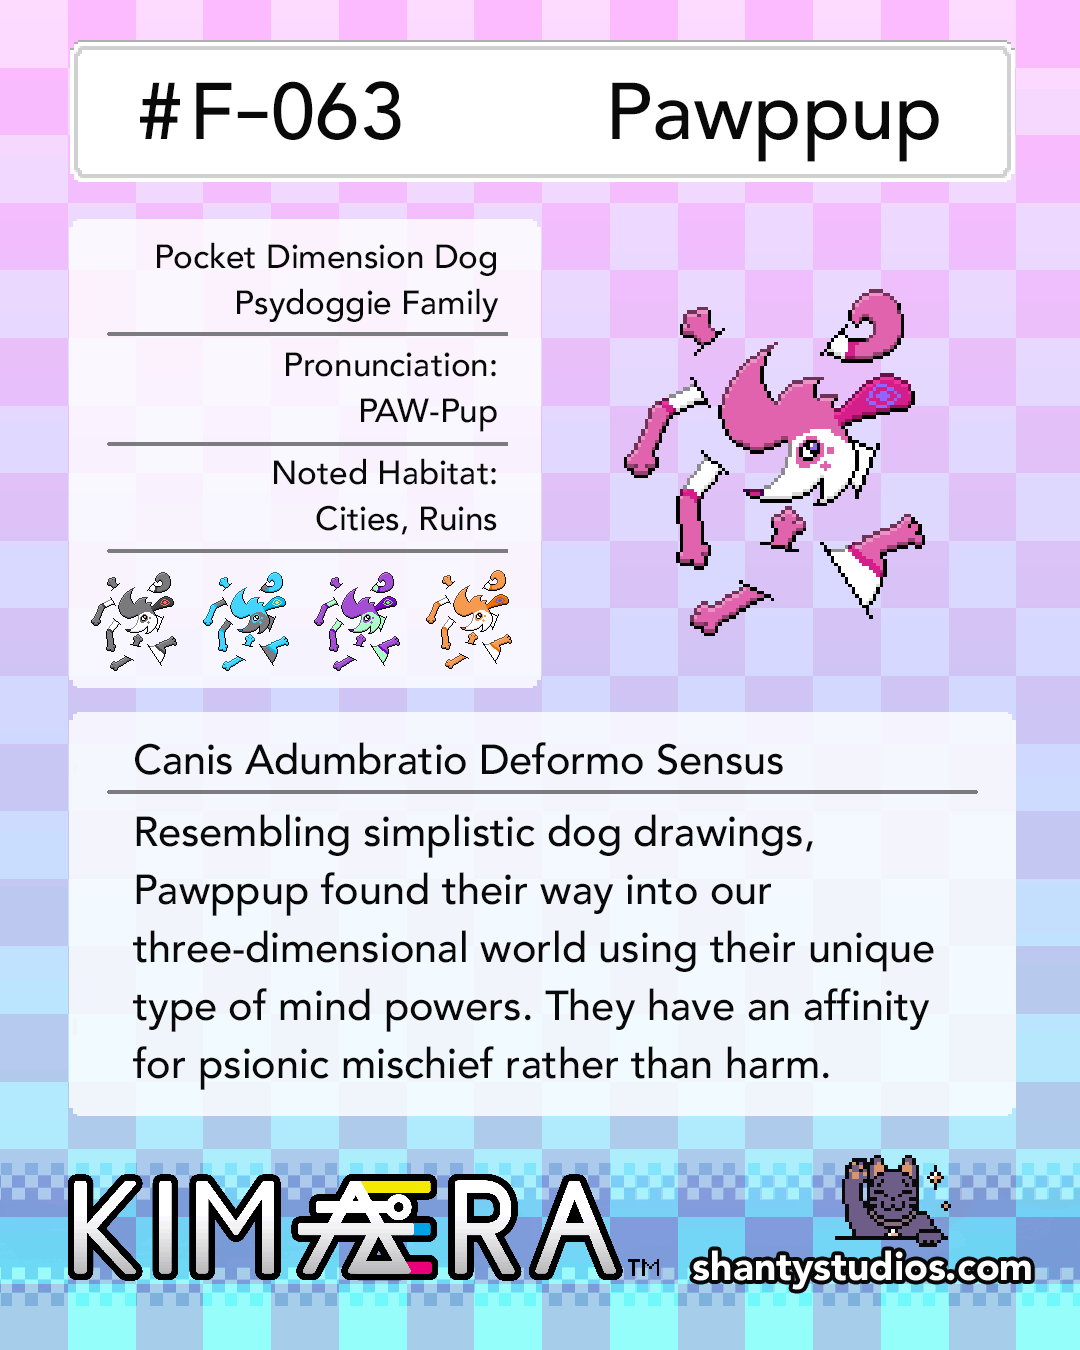 #F-063 Pawppup
Pocket Dimension Dog
Psydoggie Family
Pronunciation:
PAW-Pup
Noted Habitat:
Cities, Ruins
Canis Adumbratio Deformo Sensus
Resembling simplistic dog drawings,
Pawppup found their way into our
three-dimensional world using their unique
type of mind powers. They have an affinity
for psionic mischief rather than harm.
KIMÆRA™
shantystudios.com